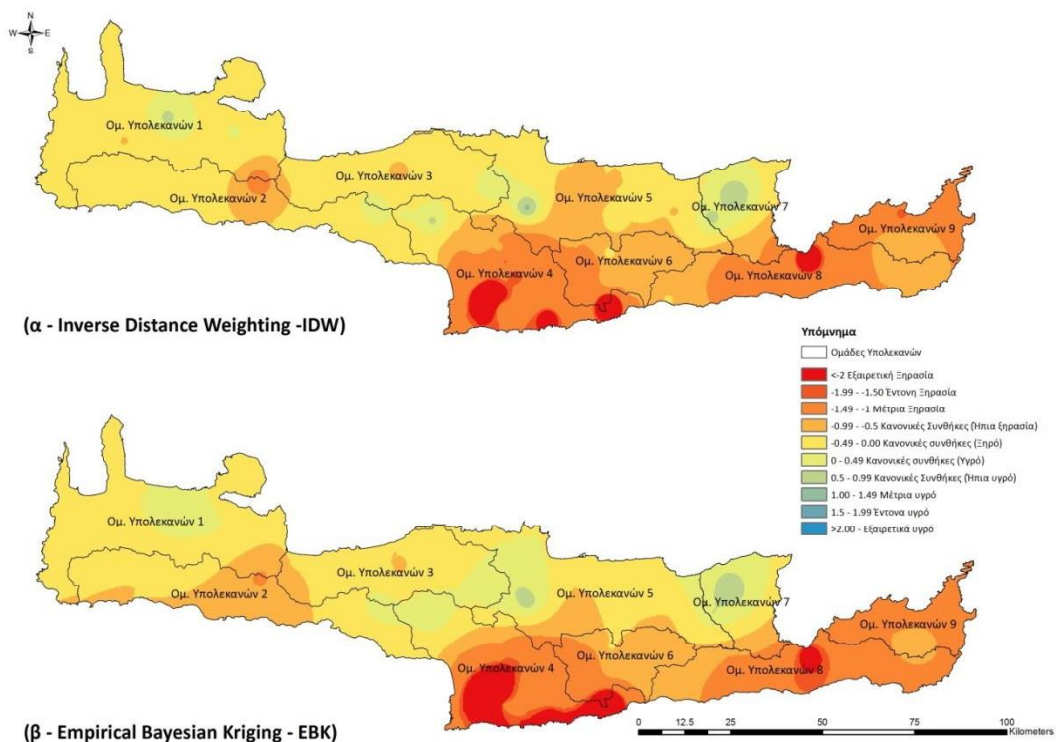 N
W E
S
Ομ. Υπολεκανών 1
Ομ. Υπολεκανών 2
Ομ. Υπολεκανών 3
Ομ. Υπολεκανών 4
Ομ. Υπολεκανών 5
Ομ. Υπολεκανών 6
Ομ. Υπολεκανών 7
Ομ. Υπολεκανών 8
Ομ. Υπολεκανών 9
(α - Inverse Distance Weighting -IDW)
Υπόμνημα
Ομάδες Υπολεκανών
<-2 Εξαιρετική Ξηρασία
-1.99 - -1.50 Έντονη Ξηρασία
-1.49 - -1 Μέτρια Ξηρασία
-0.99 - -0.5 Κανονικές Συνθήκες (Ήπια ξηρασία)
-0.49 - 0.00 Κανονικές συνθήκες (Ξηρό)
0 - 0.49 Κανονικές συνθήκες (Υγρό)
0.5 - 0.99 Κανονικές Συνθήκες (Ήπια υγρό)
1.00 - 1.49 Μέτρια υγρό
1.5 - 1.99 Έντονα υγρό
>2.00 - Εξαιρετικά υγρό
Ομ. Υπολεκανών 1
Ομ. Υπολεκανών 2
Ομ. Υπολεκανών 3
Ομ. Υπολεκανών 4
Ομ. Υπολεκανών 5
Ομ. Υπολεκανών 6
Ομ. Υπολεκανών 7
Ομ. Υπολεκανών 8
Ομ. Υπολεκανών 9
(β - Empirical Bayesian Kriging - EBK)
0 12.5 25 50 75 100
Kilometers